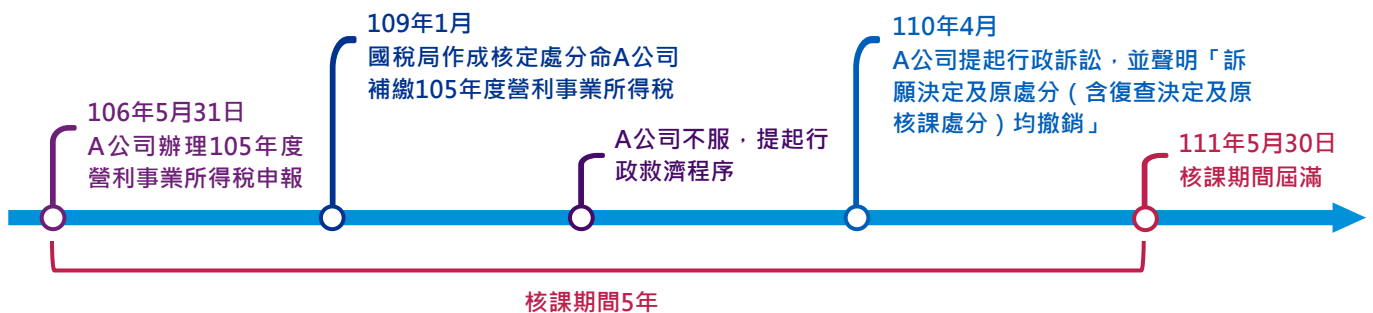 109年1月
國稅局作成核定處分命A公司
補繳105年度營利事業所得稅
110年4月
A公司提起行政訴訟，並聲明「訴
願決定及原處分（含復查決定及原
核課處分）均撤銷」
106年5月31日
A公司辦理105年度
營利事業所得稅申報
A公司不服，提起行
政救濟程序
111年5月30日
核課期間屆滿
核課期間5年